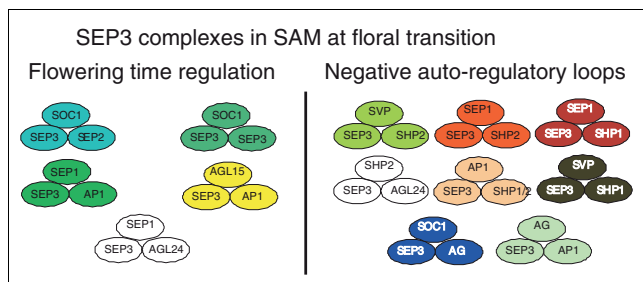 SEP3 complexes in SAM at floral transition
Flowering time regulation
Negative auto-regulatory loops
SOC1
SEP3 SEP2
SOC1
SEP3 SEP3
SEP1
SEP3 AP1
AGL15
SEP3 AP1
SEP1
SEP3 AGL24
SVP
SEP3 SHP2
SEP1
SEP3 SHP2
SEP1
SEP3 SHP1
SHP2
SEP3 AGL24
AP1
SEP3 SHP1/2
SVP
SEP3 SHP1
SOC1
SEP3 AG
AG
SEP3 AP1